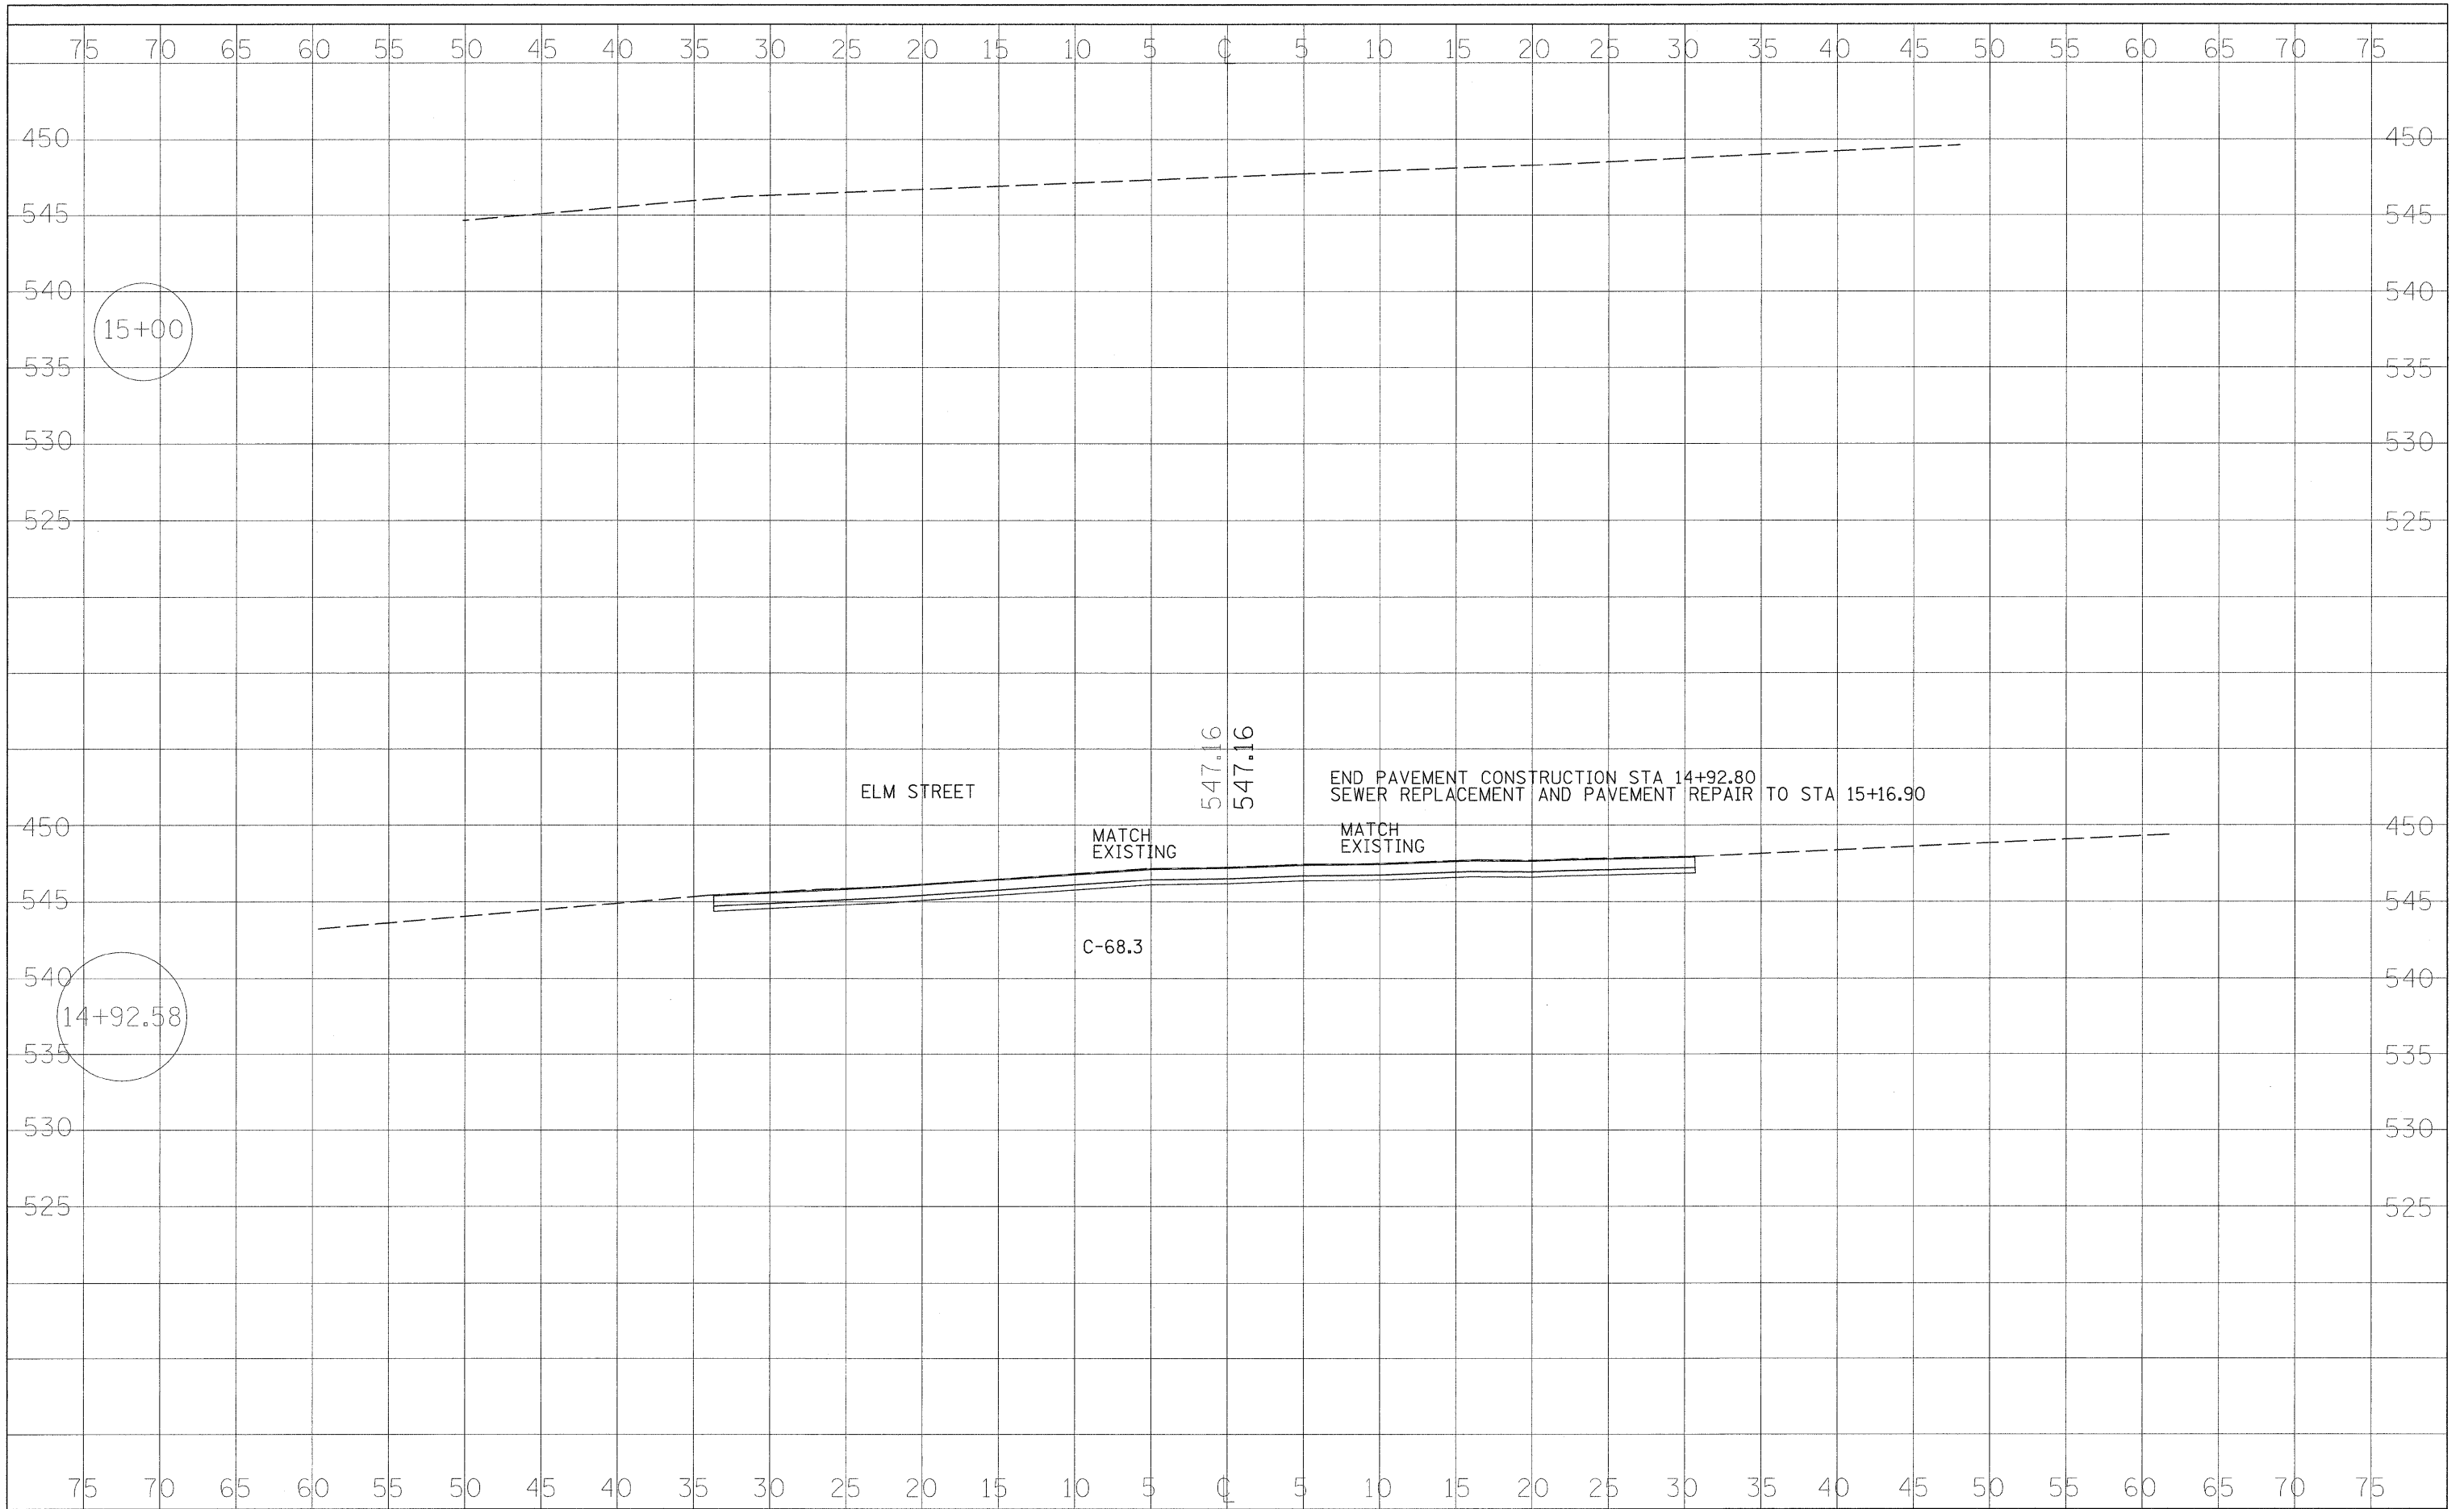 75 70 65 60 55 50 45 40 35 30 25 20 15 10 5 ℄ 5 10 15 20 25 30 35 40 45 50 55 60 65 70 75
450 450
545 545
540 540
15+00
535 535
530 530
525 525
547.16
547.16
END PAVEMENT CONSTRUCTION STA 14+92.80
ELM STREET
SEWER REPLACEMENT AND PAVEMENT REPAIR TO STA 15+16.90
450 450
MATCH
EXISTING
MATCH
EXISTING
545 545
C-68.3
540 540
14+92.58
535 535
530 530
525 525
75 70 65 60 55 50 45 40 35 30 25 20 15 10 5 ℄ 5 10 15 20 25 30 35 40 45 50 55 60 65 70 75